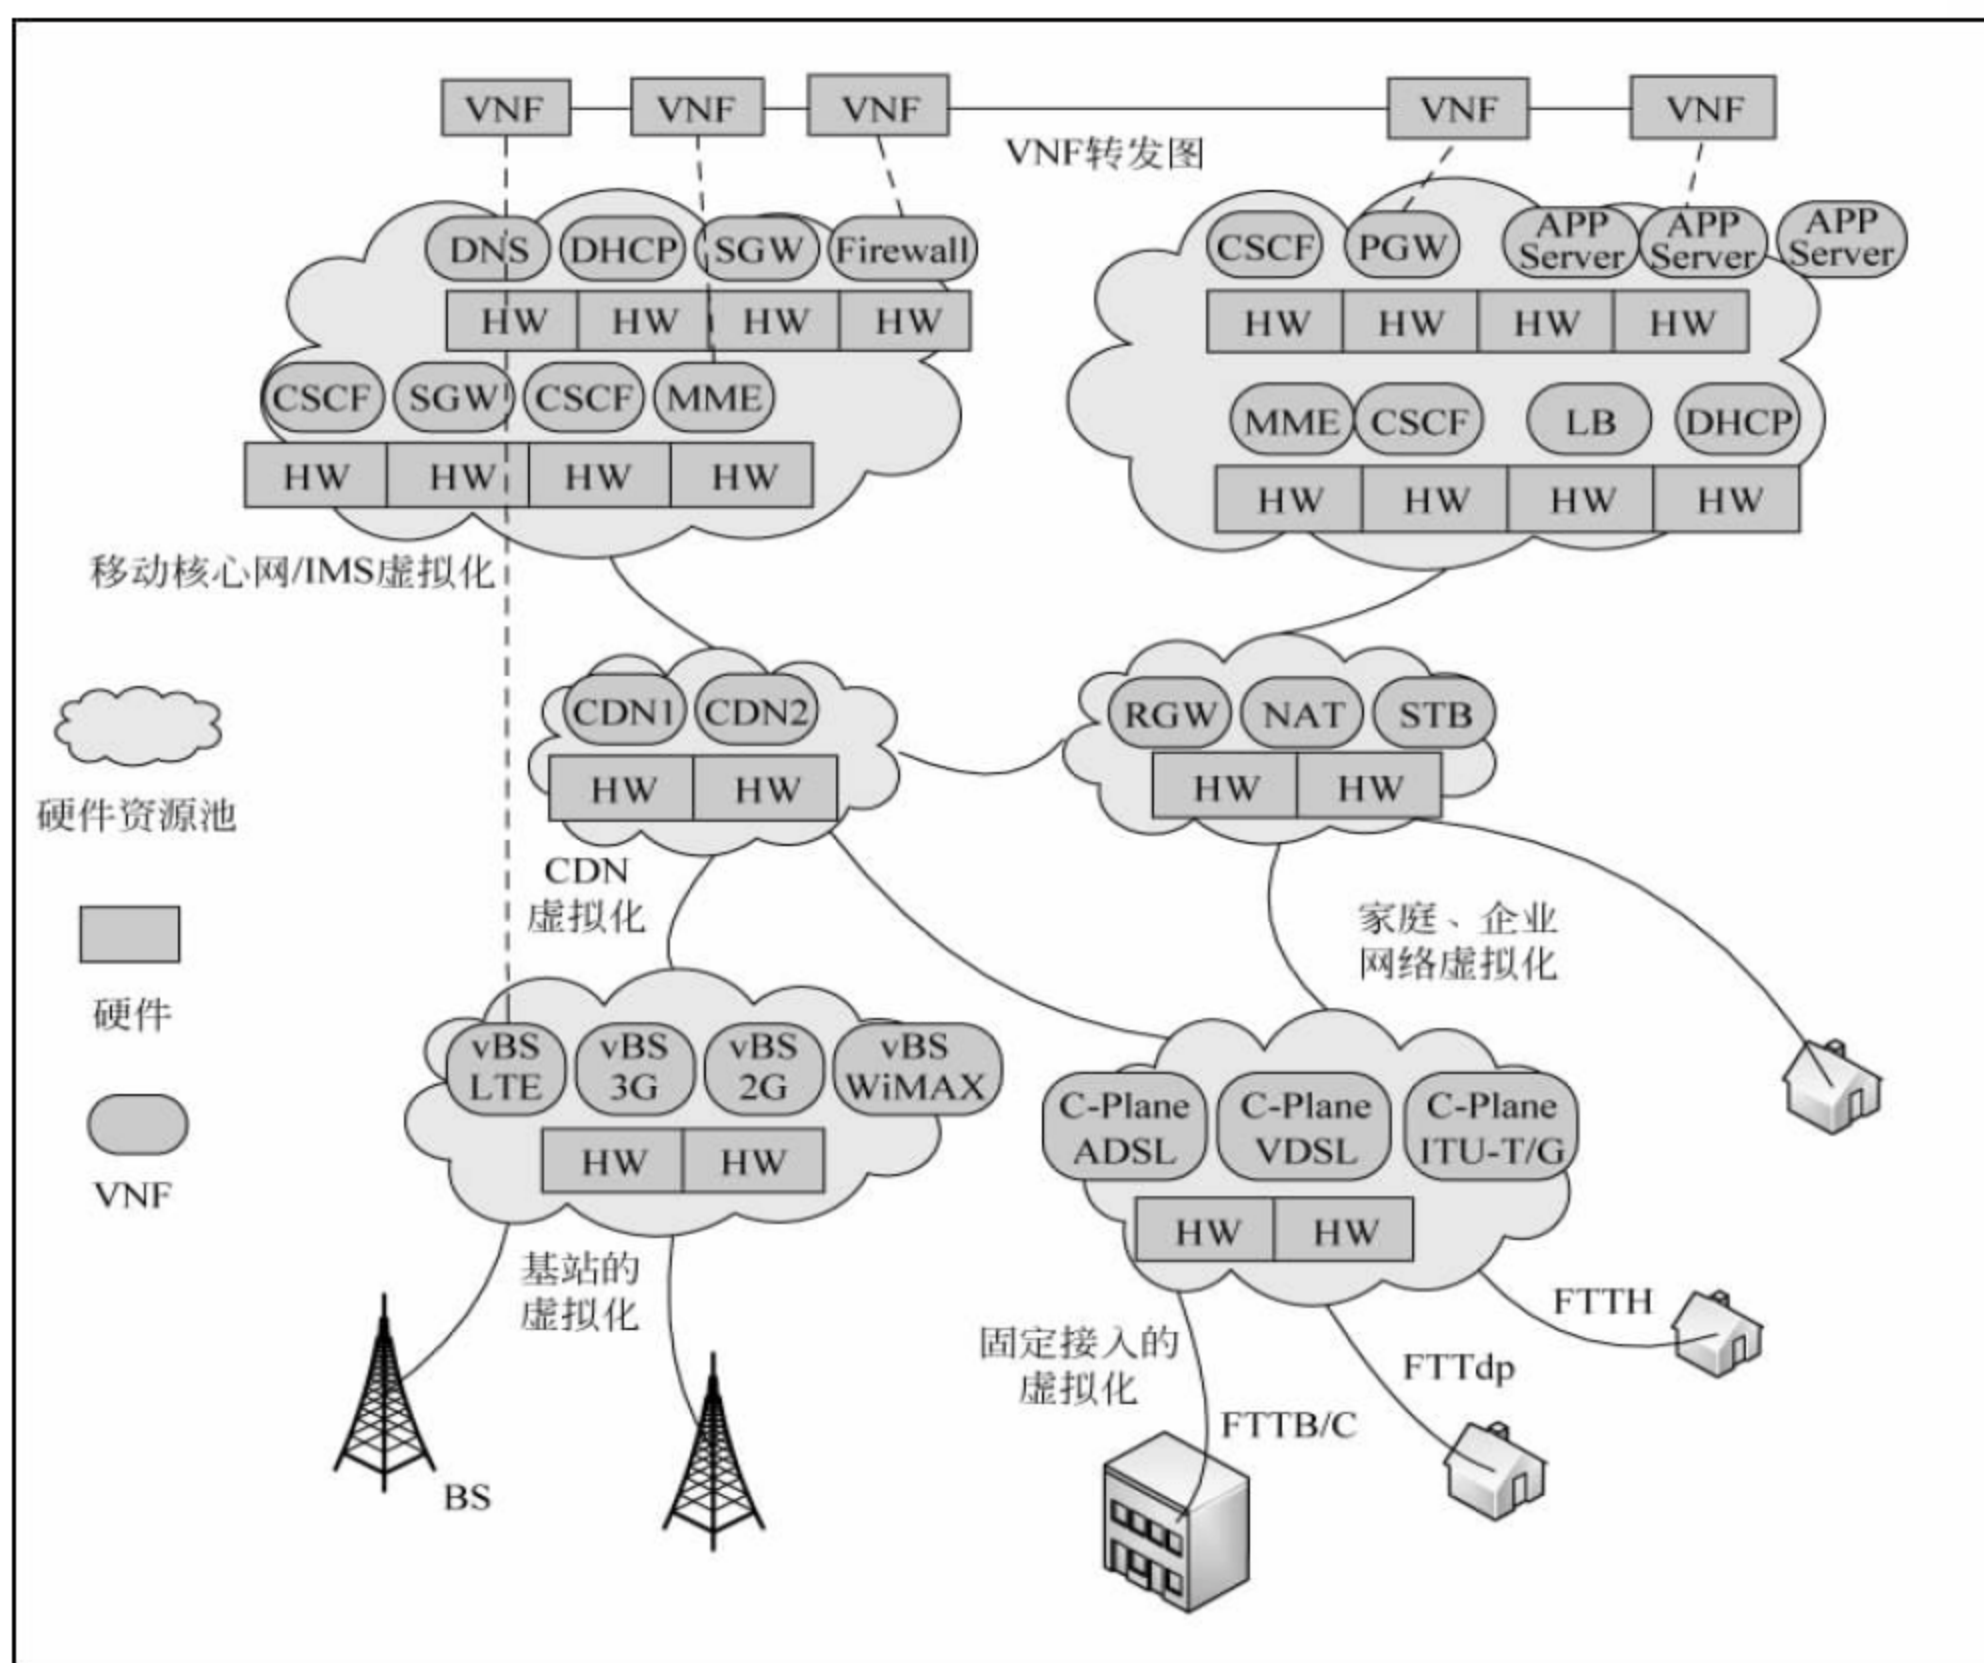 VNF VNF VNF VNF VNF
VNF转发图
DNS DHCP SGW Firewall
HW HW HW HW
CSCF SGW CSCF MME
HW HW HW HW
移动核心网/IMS虚拟化
CSCF PGW APP Server APP Server APP Server
HW HW HW HW
MME CSCF LB DHCP
HW HW HW HW
硬件资源池
硬件
VNF
CDN1 CDN2
HW HW
CDN
虚拟化
RGW NAT STB
HW HW
家庭、企业
网络虚拟化
vBS vBS vBS vBS
LTE 3G 2G WiMAX
HW HW
基站的
虚拟化
BS
C-Plane C-Plane C-Plane
ADSL VDSL ITU-T/G
HW HW
固定接入的
虚拟化
FTTB/C
FTTdp
FTTH